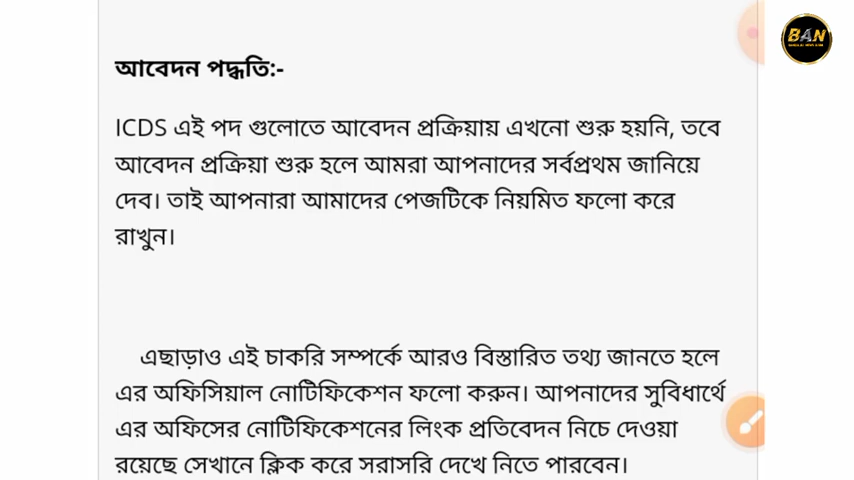 BAN
আবেদন পদ্ধতি:-
ICDS এই পদ গুলোতে আবেদন প্রক্রিয়ায় এখনো শুরু হয়নি, তবে
আবেদন প্রক্রিয়া শুরু হলে আমরা আপনাদের সর্বপ্রথম জানিয়ে
দেব। তাই আপনারা আমাদের পেজটিকে নিয়মিত ফলো করে
রাখুন।
এছাড়াও এই চাকরি সম্পর্কে আরও বিস্তারিত তথ্য জানতে হলে
এর অফিসিয়াল নোটিফিকেশন ফলো করুন। আপনাদের সুবিধার্থে
এর অফিসের নোটিফিকেশনের লিংক প্রতিবেদন নিচে দেওয়া
রয়েছে সেখানে ক্লিক করে সরাসরি দেখে নিতে পারবেন।